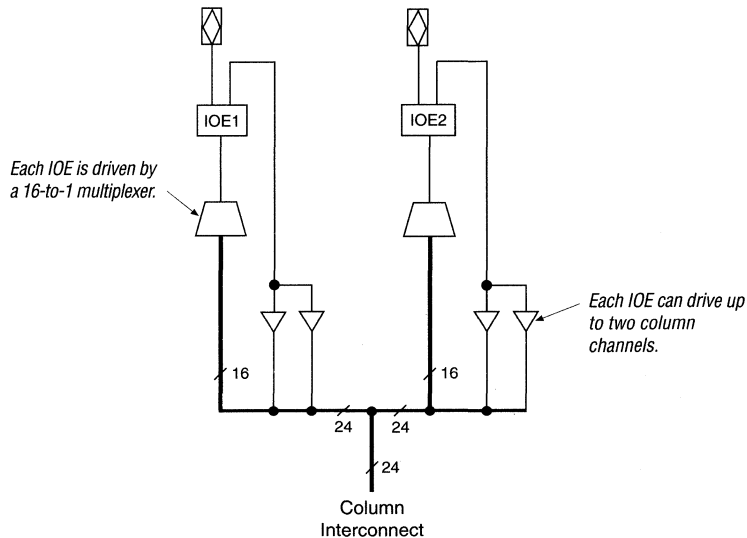 IOE1
IOE2
Each IOE is driven by
a 16-to-1 multiplexer.
Each IOE can drive up
to two column
channels.
16
16
24
24
24
Column
Interconnect